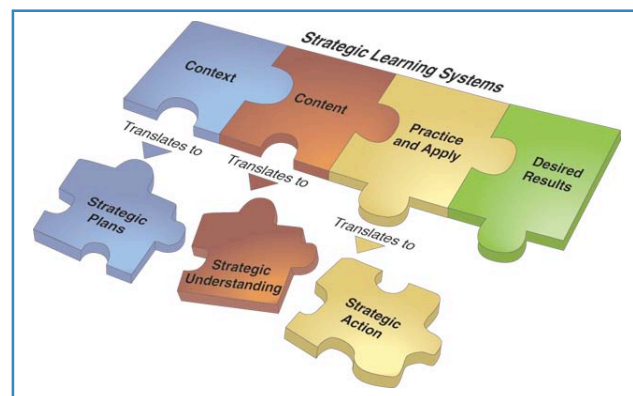 Strategic Learning Systems
Context
Content
Practice
and Apply
Desired
Results
Translates to
Translates to
Translates to
Strategic
Plans
Strategic
Understanding
Strategic
Action